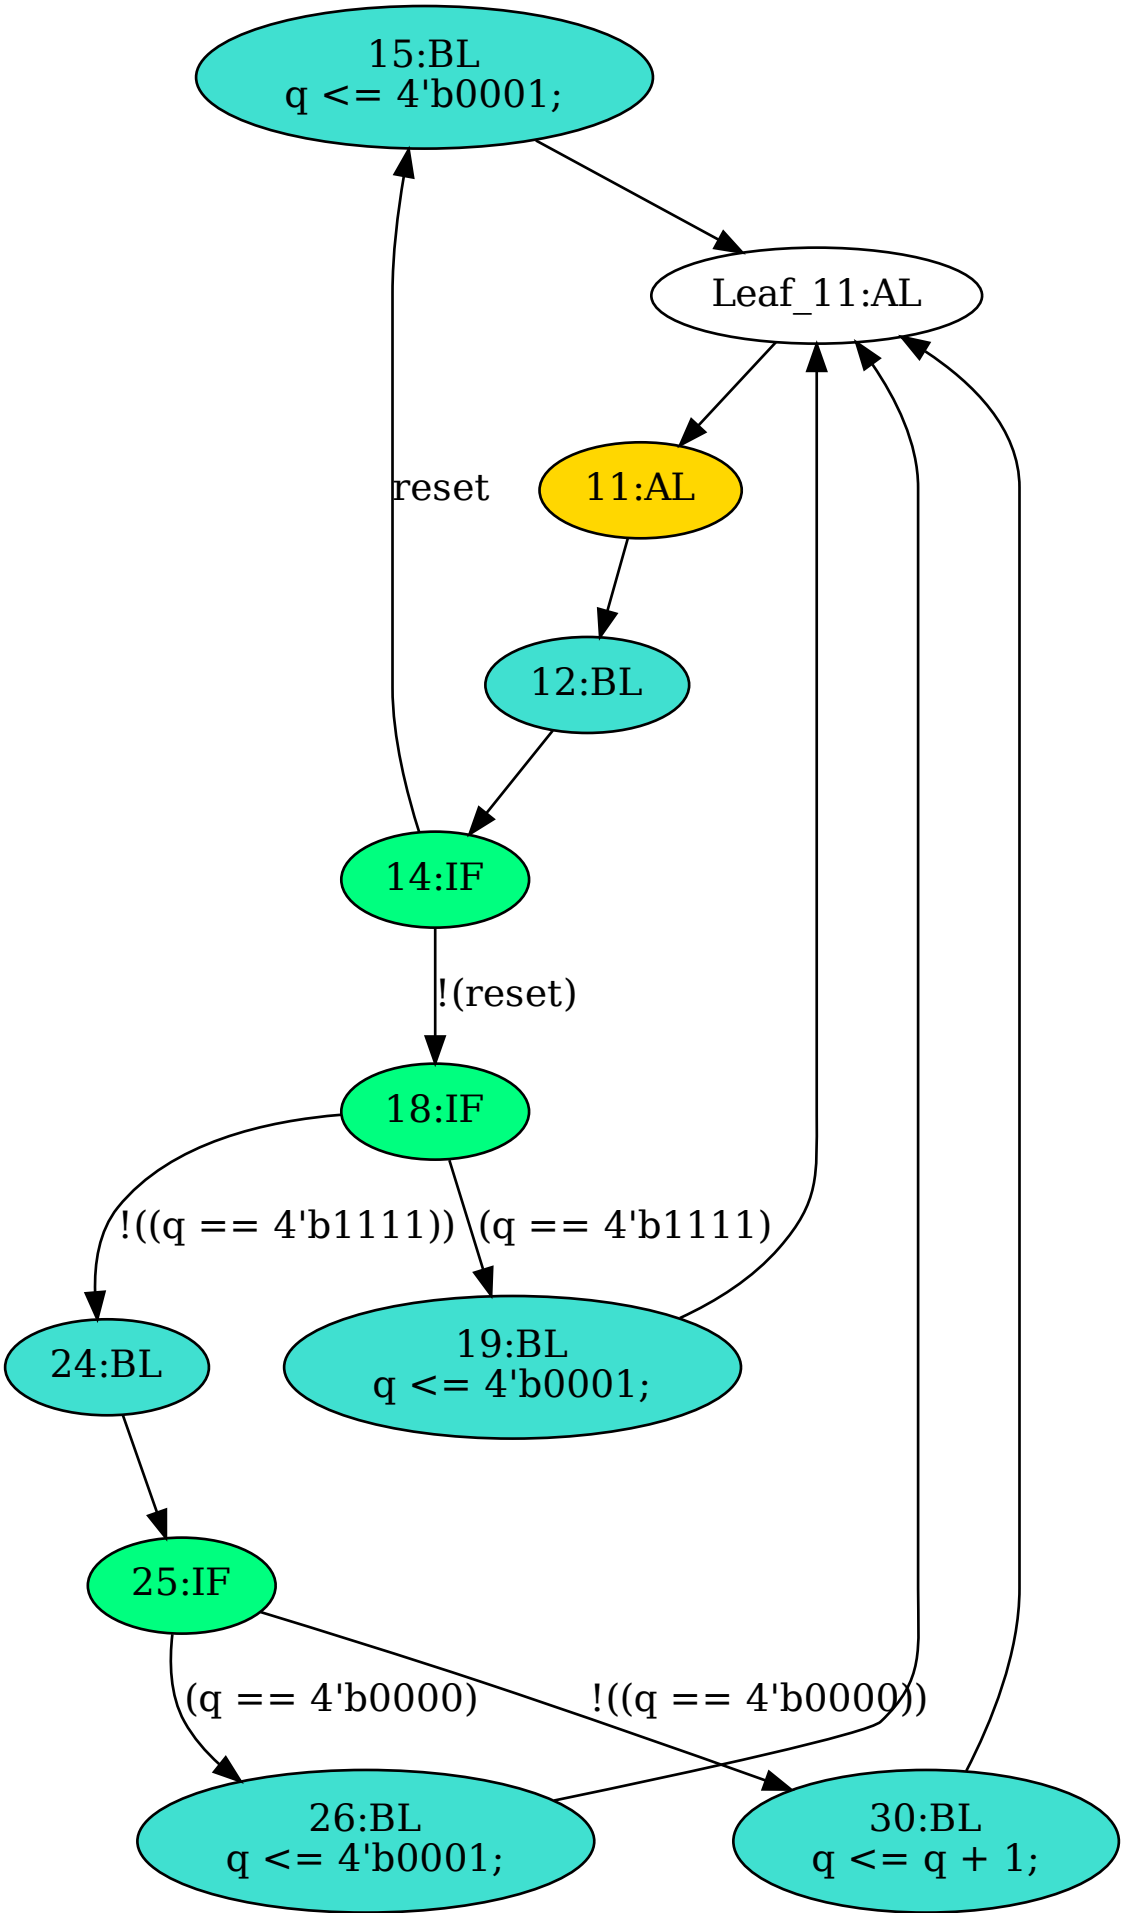 15:BL
q <= 4'b0001;
Leaf_11:AL
reset
11:AL
12:BL
14:IF
!(reset)
18:IF
!((q == 4'b1111))
(q == 4'b1111)
19:BL
q <= 4'b0001;
24:BL
25:IF
(q == 4'b0000)
!((q == 4'b0000))
26:BL
q <= 4'b0001;
30:BL
q <= q + 1;